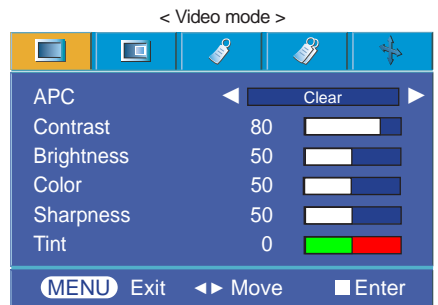 < Video mode >
APC ◀ Clear ▶
Contrast 80
Brightness 50
Color 50
Sharpness 50
Tint 0
MENU Exit ◄► Move ■ Enter